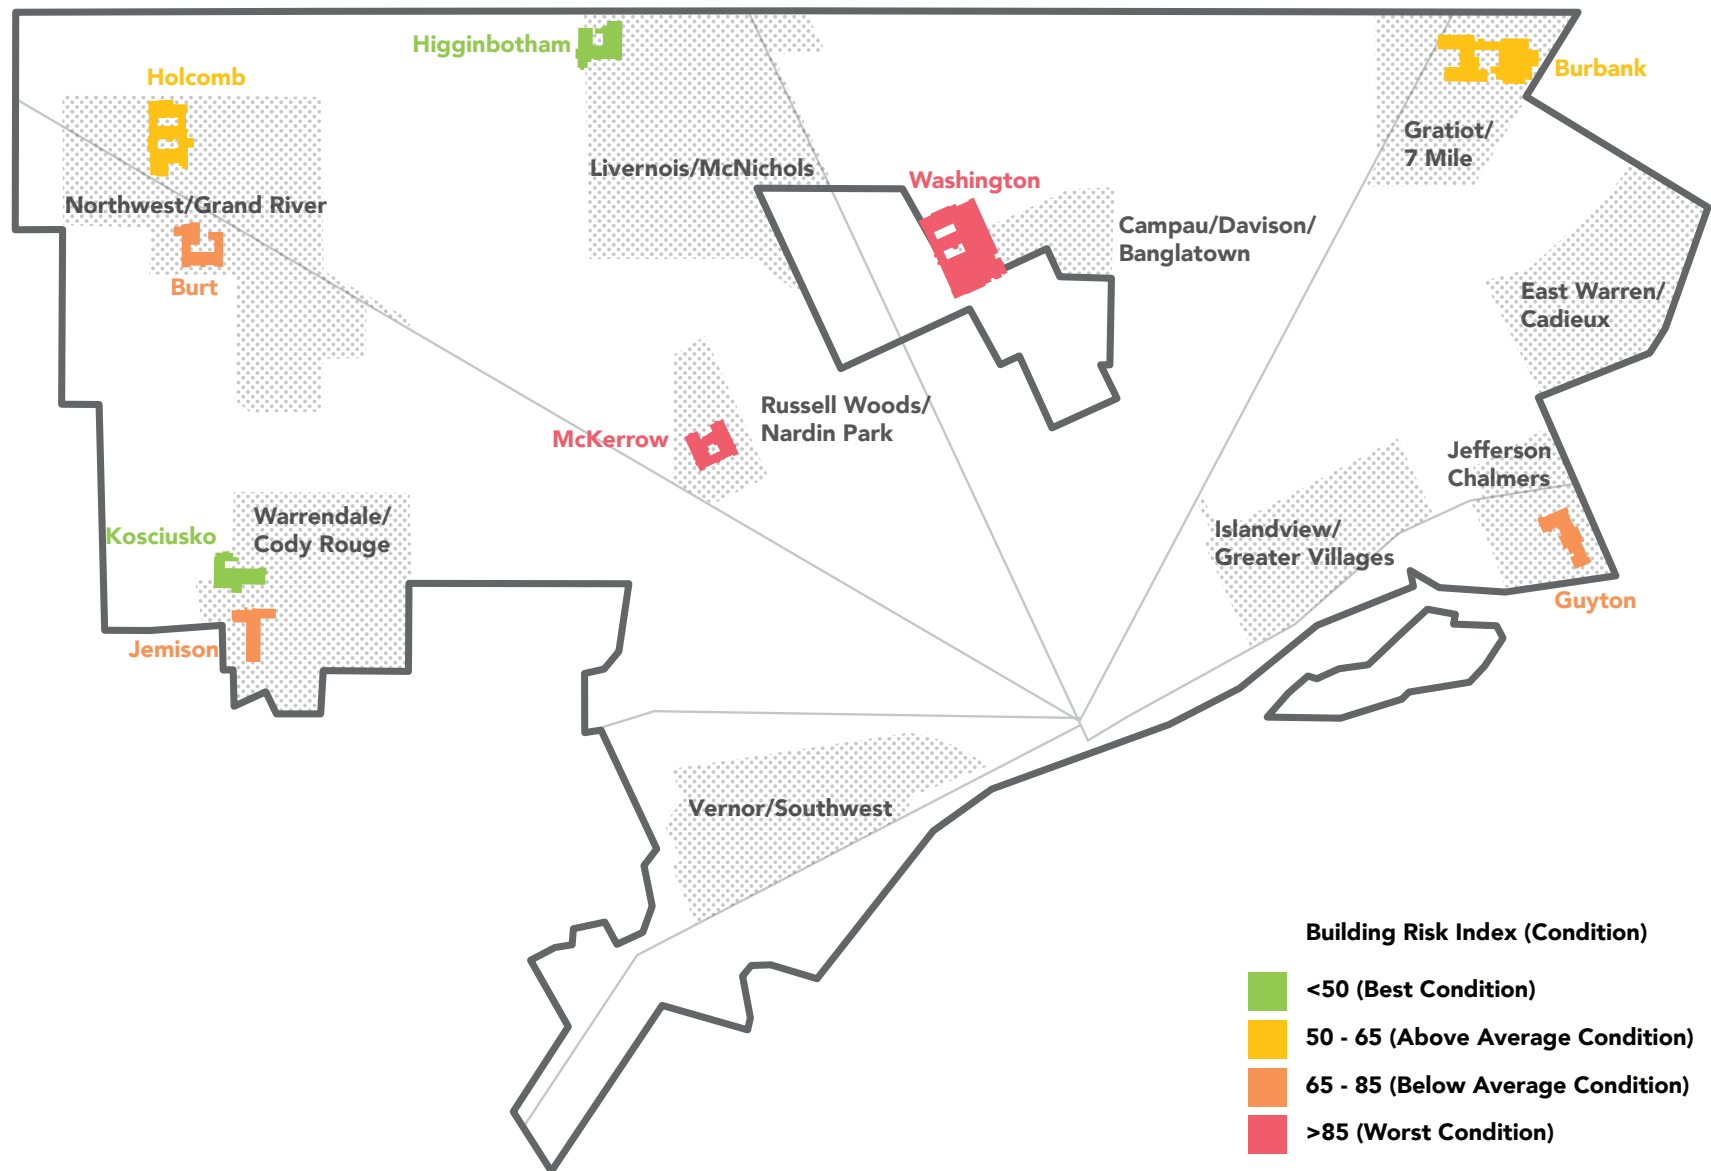 Higginbotham
Holcomb
Burbank
Gratiot/
7 Mile
Livernois/McNichols
Washington
Northwest/Grand River
Campau/Davison/
Banglatown
Burt
East Warren/
Cadieux
Russell Woods/
Nardin Park
McKerrow
Jefferson
Chalmers
Warrendale/
Cody Rouge
Kosciusko
Islandview/
Greater Villages
Guyton
Jemison
Vernor/Southwest
Building Risk Index (Condition)
<50 (Best Condition)
50 - 65 (Above Average Condition)
65 - 85 (Below Average Condition)
>85 (Worst Condition)